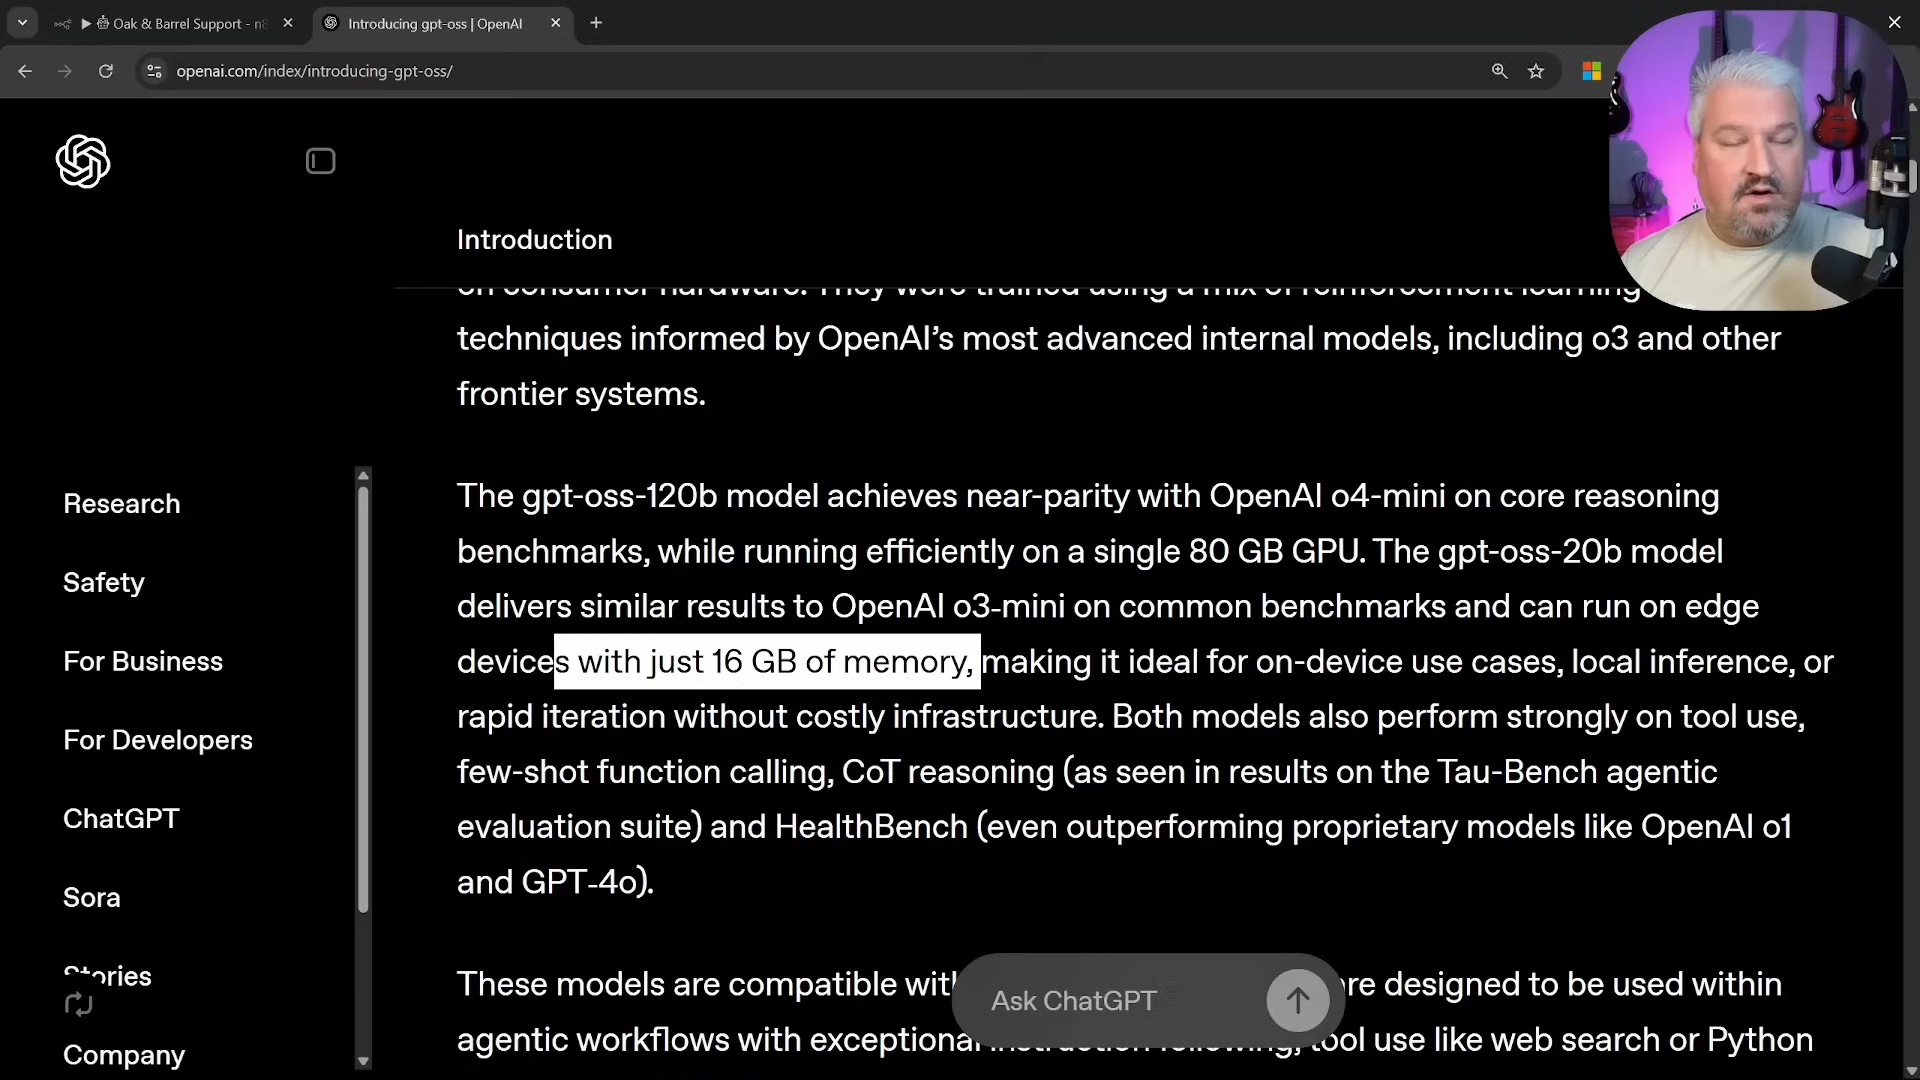 Oak & Barrel Support - n8
Introducing gpt-oss | OpenAI
openai.com/index/introducing-gpt-oss/
Introduction
on consumer hardware. They were trained using a mix of reinforcement learning
techniques informed by OpenAI’s most advanced internal models, including o3 and other
frontier systems.
Research
Safety
For Business
For Developers
ChatGPT
Sora
Stories
Company
The gpt-oss-120b model achieves near-parity with OpenAI o4-mini on core reasoning
benchmarks, while running efficiently on a single 80 GB GPU. The gpt-oss-20b model
delivers similar results to OpenAI o3-mini on common benchmarks and can run on edge
devices with just 16 GB of memory, making it ideal for on-device use cases, local inference, or
rapid iteration without costly infrastructure. Both models also perform strongly on tool use,
few-shot function calling, CoT reasoning (as seen in results on the Tau-Bench agentic
evaluation suite) and HealthBench (even outperforming proprietary models like OpenAI o1
and GPT-4o).
These models are compatible with are designed to be used within
agentic workflows with exceptional instruction following, tool use like web search or Python
Ask ChatGPT